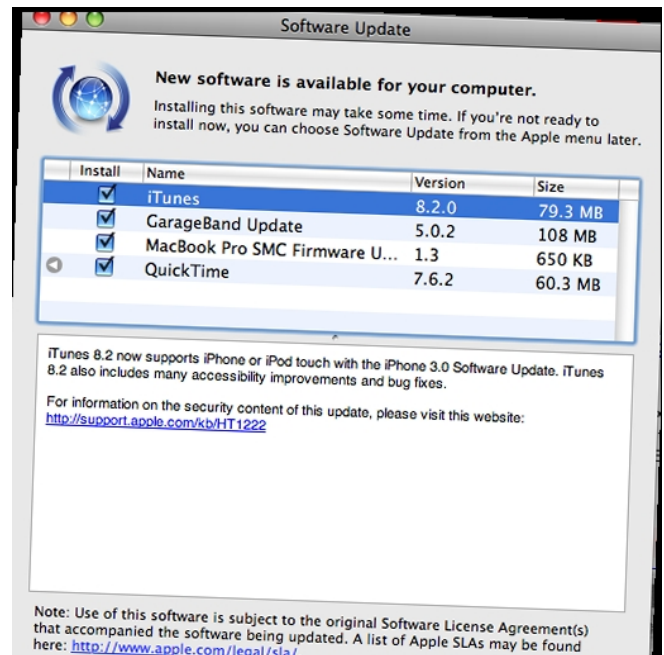 Software Update
New software is available for your computer.
Installing this software may take some time. If you're not ready to
install now, you can choose Software Update from the Apple menu later.
Install Name Version Size
iTunes 8.2.0 79.3 MB
GarageBand Update 5.0.2 108 MB
MacBook Pro SMC Firmware U... 1.3 650 KB
QuickTime 7.6.2 60.3 MB
iTunes 8.2 now supports iPhone or iPod touch with the iPhone 3.0 Software Update. iTunes
8.2 also includes many accessibility improvements and bug fixes.
For information on the security content of this update, please visit this website:
http://support.apple.com/kb/HT1222
Note: Use of this software is subject to the original Software License Agreement(s)
that accompanied the software being updated. A list of Apple SLAs may be found
here: http://www.apple.com/legal/sla/